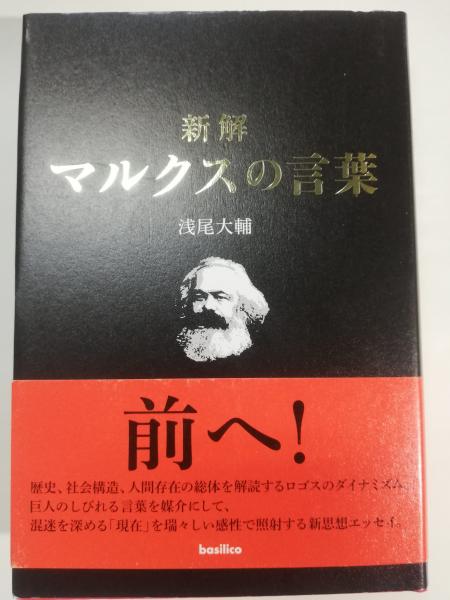 新解
マルクスの言葉
浅尾大輔
前へ!
歴史、社会構造、人間存在の総体を解読するロゴスのダイナミズム。
巨人のしびれる言葉を媒介にして、
混迷を深める「現在」を瑞々しい感性で照射する新思想エッセイ。
basilico